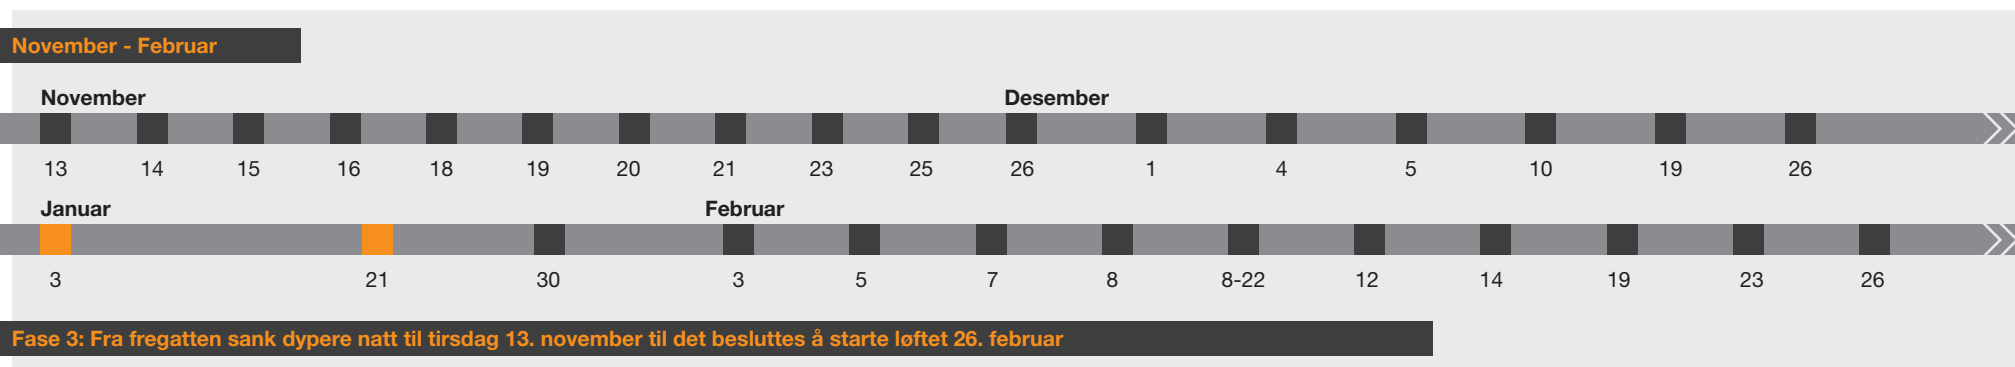 November - Februar
November Desember
13 14 15 16 18 19 20 21 23 25 26 1 4 5 10 19 26
Januar Februar
3 21 30 3 5 7 8 8-22 12 14 19 23 26
Fase 3: Fra fregatten sank dypere natt til tirsdag 13. november til det besluttes å starte løftet 26. februar